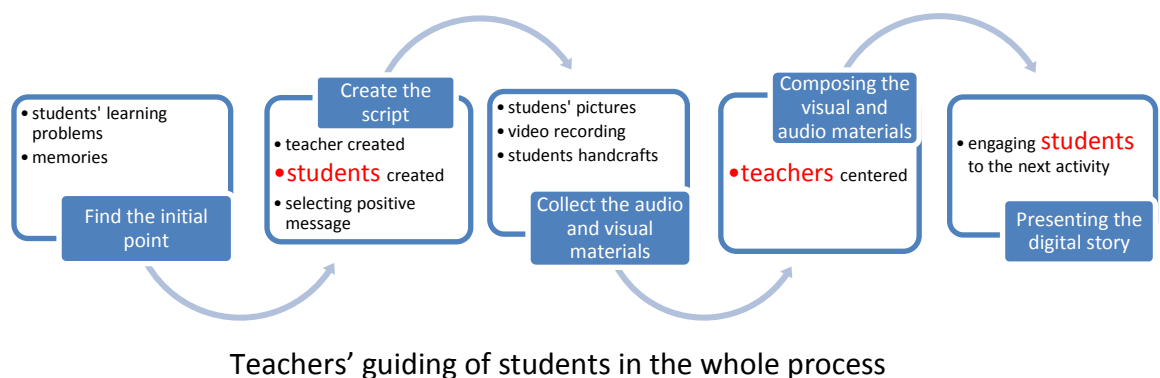 • students' learning
problems
• memories
Find the initial
point
Create the
script
• teacher created
• students created
• selecting positive
message
• studens' pictures
• video recording
• students handcrafts
Collect the audio
and visual
materials
Composing the
visual and
audio materials
• teachers centered
• engaging students
to the next activity
Presenting the
digital story
Teachers’ guiding of students in the whole process